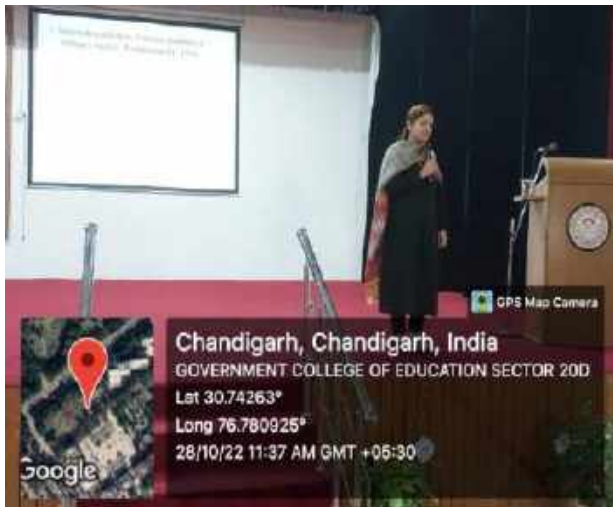 GPS Map Camera
Chandigarh, Chandigarh, India
GOVERNMENT COLLEGE OF EDUCATION SECTOR 20D
Lat 30.74263°
Long 76.780925°
28/10/22 11:37 AM GMT +05:30
Google